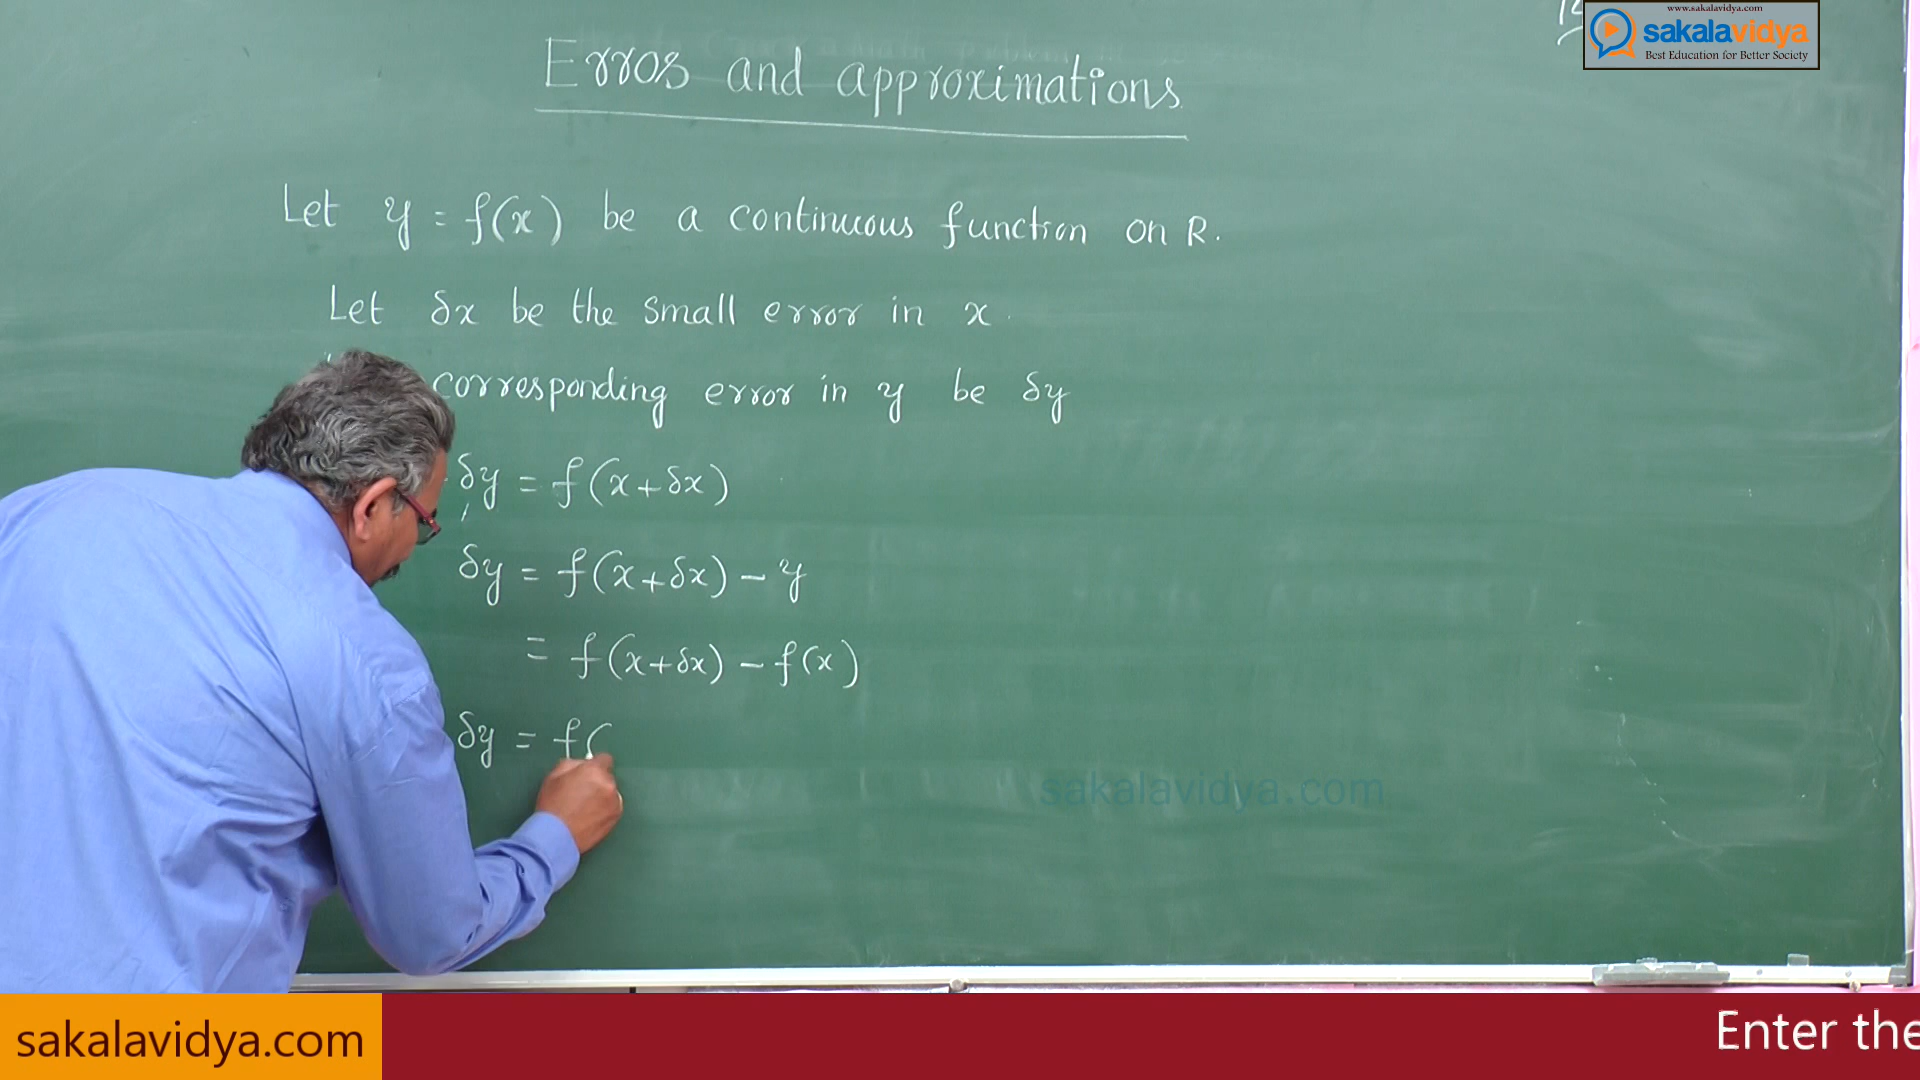 www.sakalavidya.com
sakalavidya
Best Education for Better Society
Erros and approximations
Let y = f(x) be a continuous function on R.
Let δx be the small error in x.
corresponding error in y be δy
δy = f(x+δx)
δy = f(x+δx) - y
= f(x+δx) - f(x)
δy = f(
sakalavidya.com
sakalavidya.com
Enter the